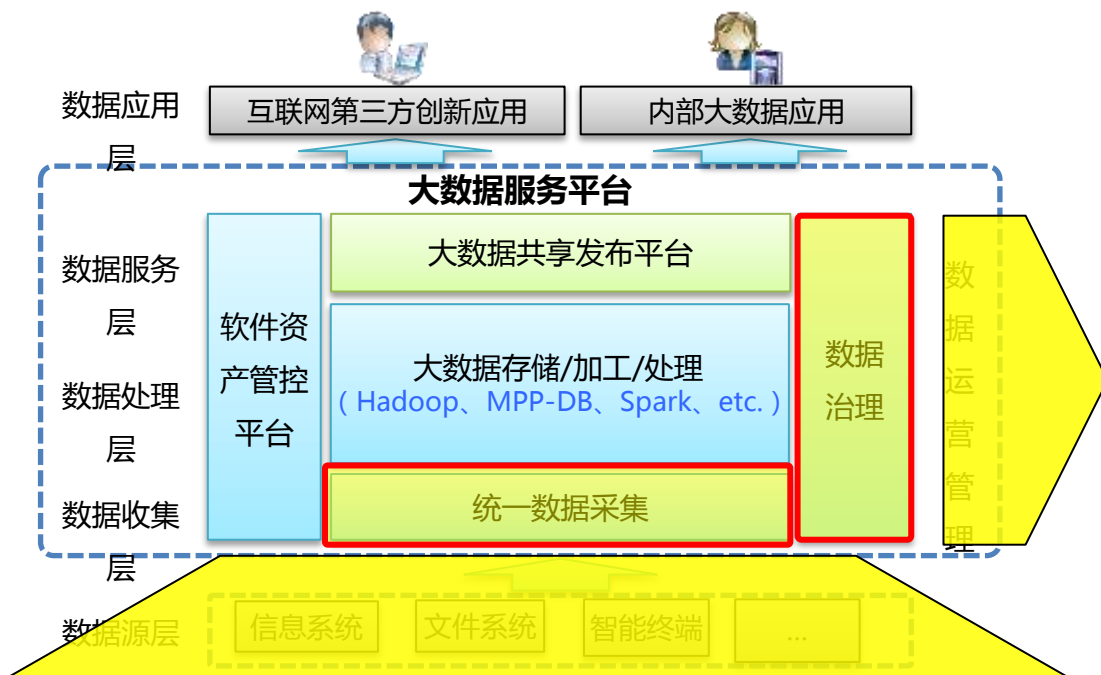 数据应用
层
互联网第三方创新应用
内部大数据应用
大数据服务平台
数据服务
层
数据处理
层
数据收集
层
数据源层
软件资
产管控
平台
大数据共享发布平台
大数据存储/加工/处理
（Hadoop、MPP-DB、Spark、etc.）
统一数据采集
数据
治理
数
据
运
营
管
理
信息系统
文件系统
智能终端
...